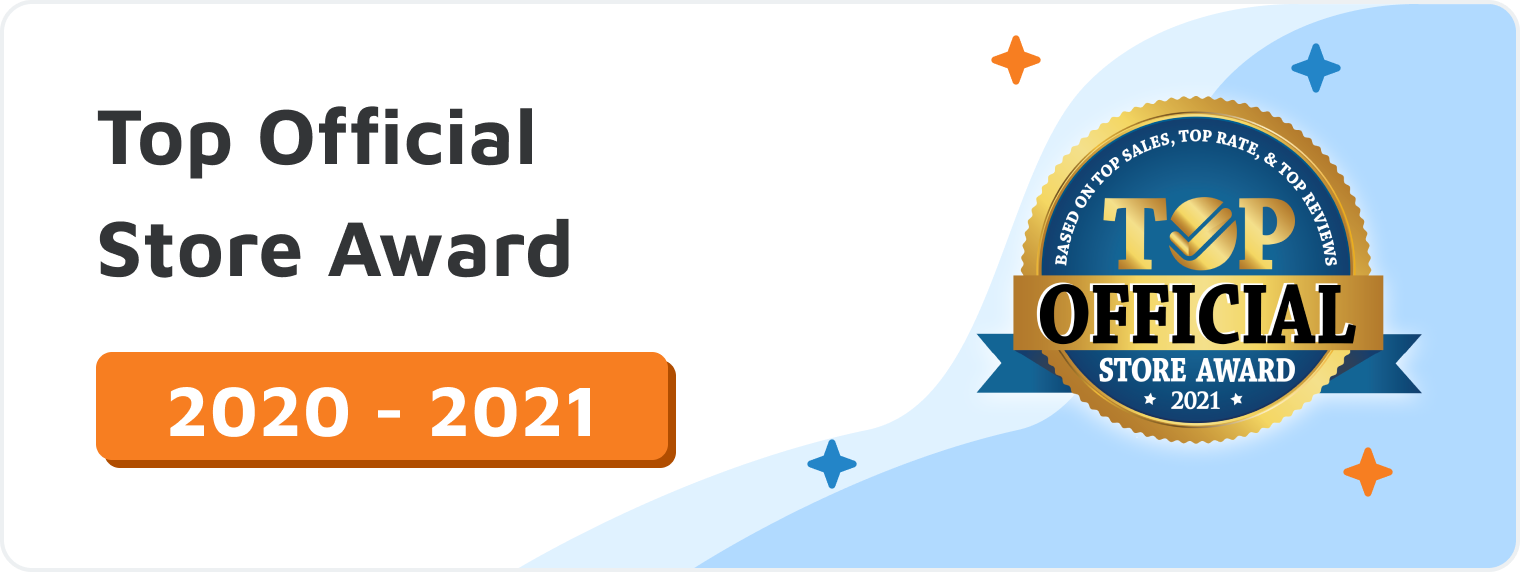 Top Official
Store Award
2020 - 2021
BASED ON TOP SALES, TOP RATE, & TOP REVIEWS
TOP
OFFICIAL
STORE AWARD
2021